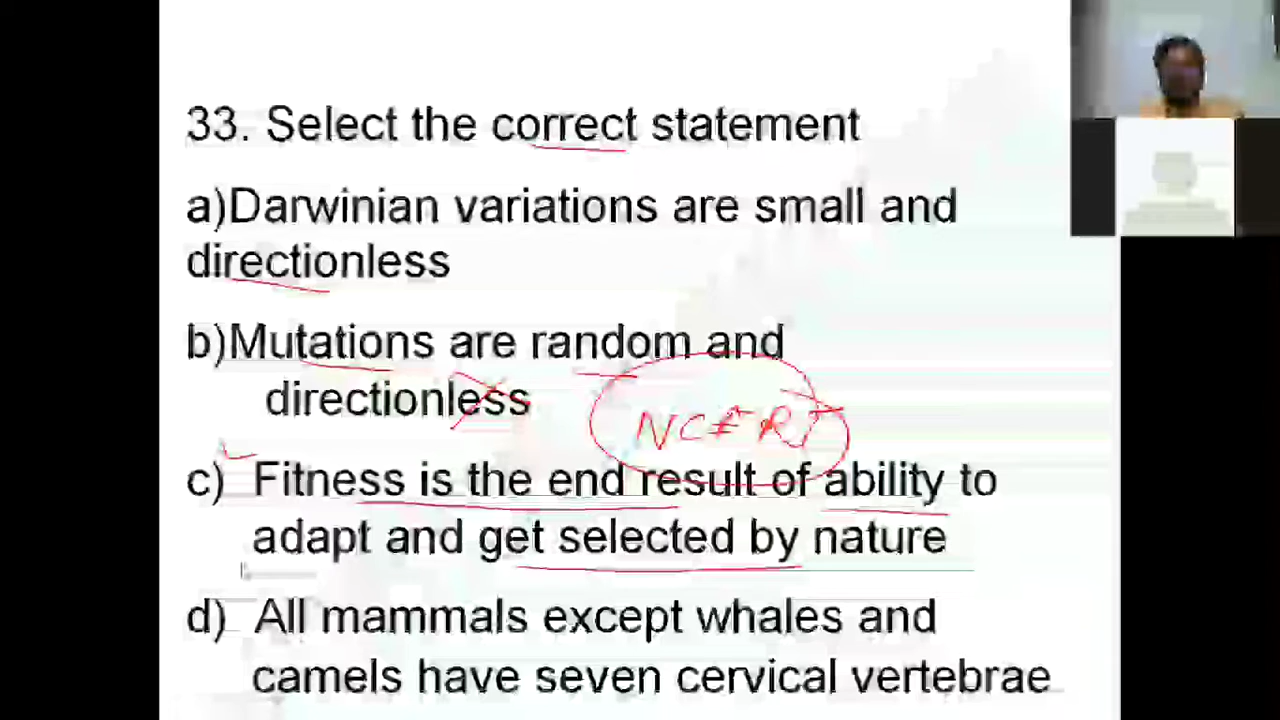 33. Select the correct statement
a)Darwinian variations are small and
directionless
b)Mutations are random and
directionless
NCERT
c) Fitness is the end result of ability to
adapt and get selected by nature
d) All mammals except whales and
camels have seven cervical vertebrae